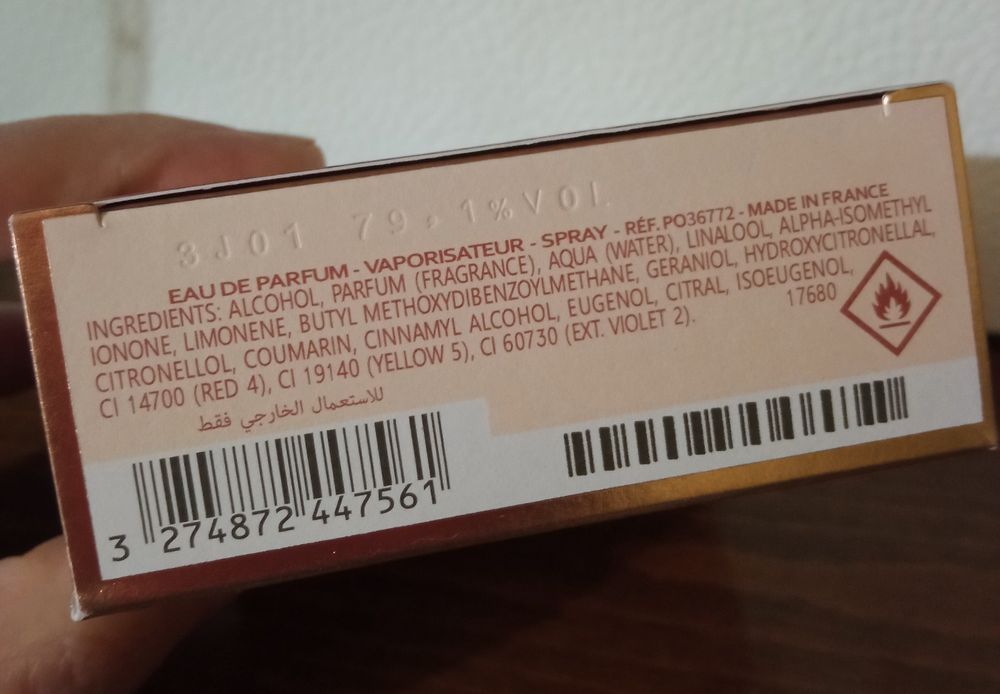 3J01 79,1%VOL
EAU DE PARFUM - VAPORISATEUR - SPRAY - RÉF. PO36772 - MADE IN FRANCE
INGREDIENTS: ALCOHOL, PARFUM (FRAGRANCE), AQUA (WATER), LINALOOL, ALPHA-ISOMETHYL
IONONE, LIMONENE, BUTYL METHOXYDIBENZOYLMETHANE, GERANIOL, HYDROXYCITRONELLAL,
CITRONELLOL, COUMARIN, CINNAMYL ALCOHOL, EUGENOL, CITRAL, ISOEUGENOL,
CI 14700 (RED 4), CI 19140 (YELLOW 5), CI 60730 (EXT. VIOLET 2). 17680
للاستعمال الخارجي فقط
3 274872 447561